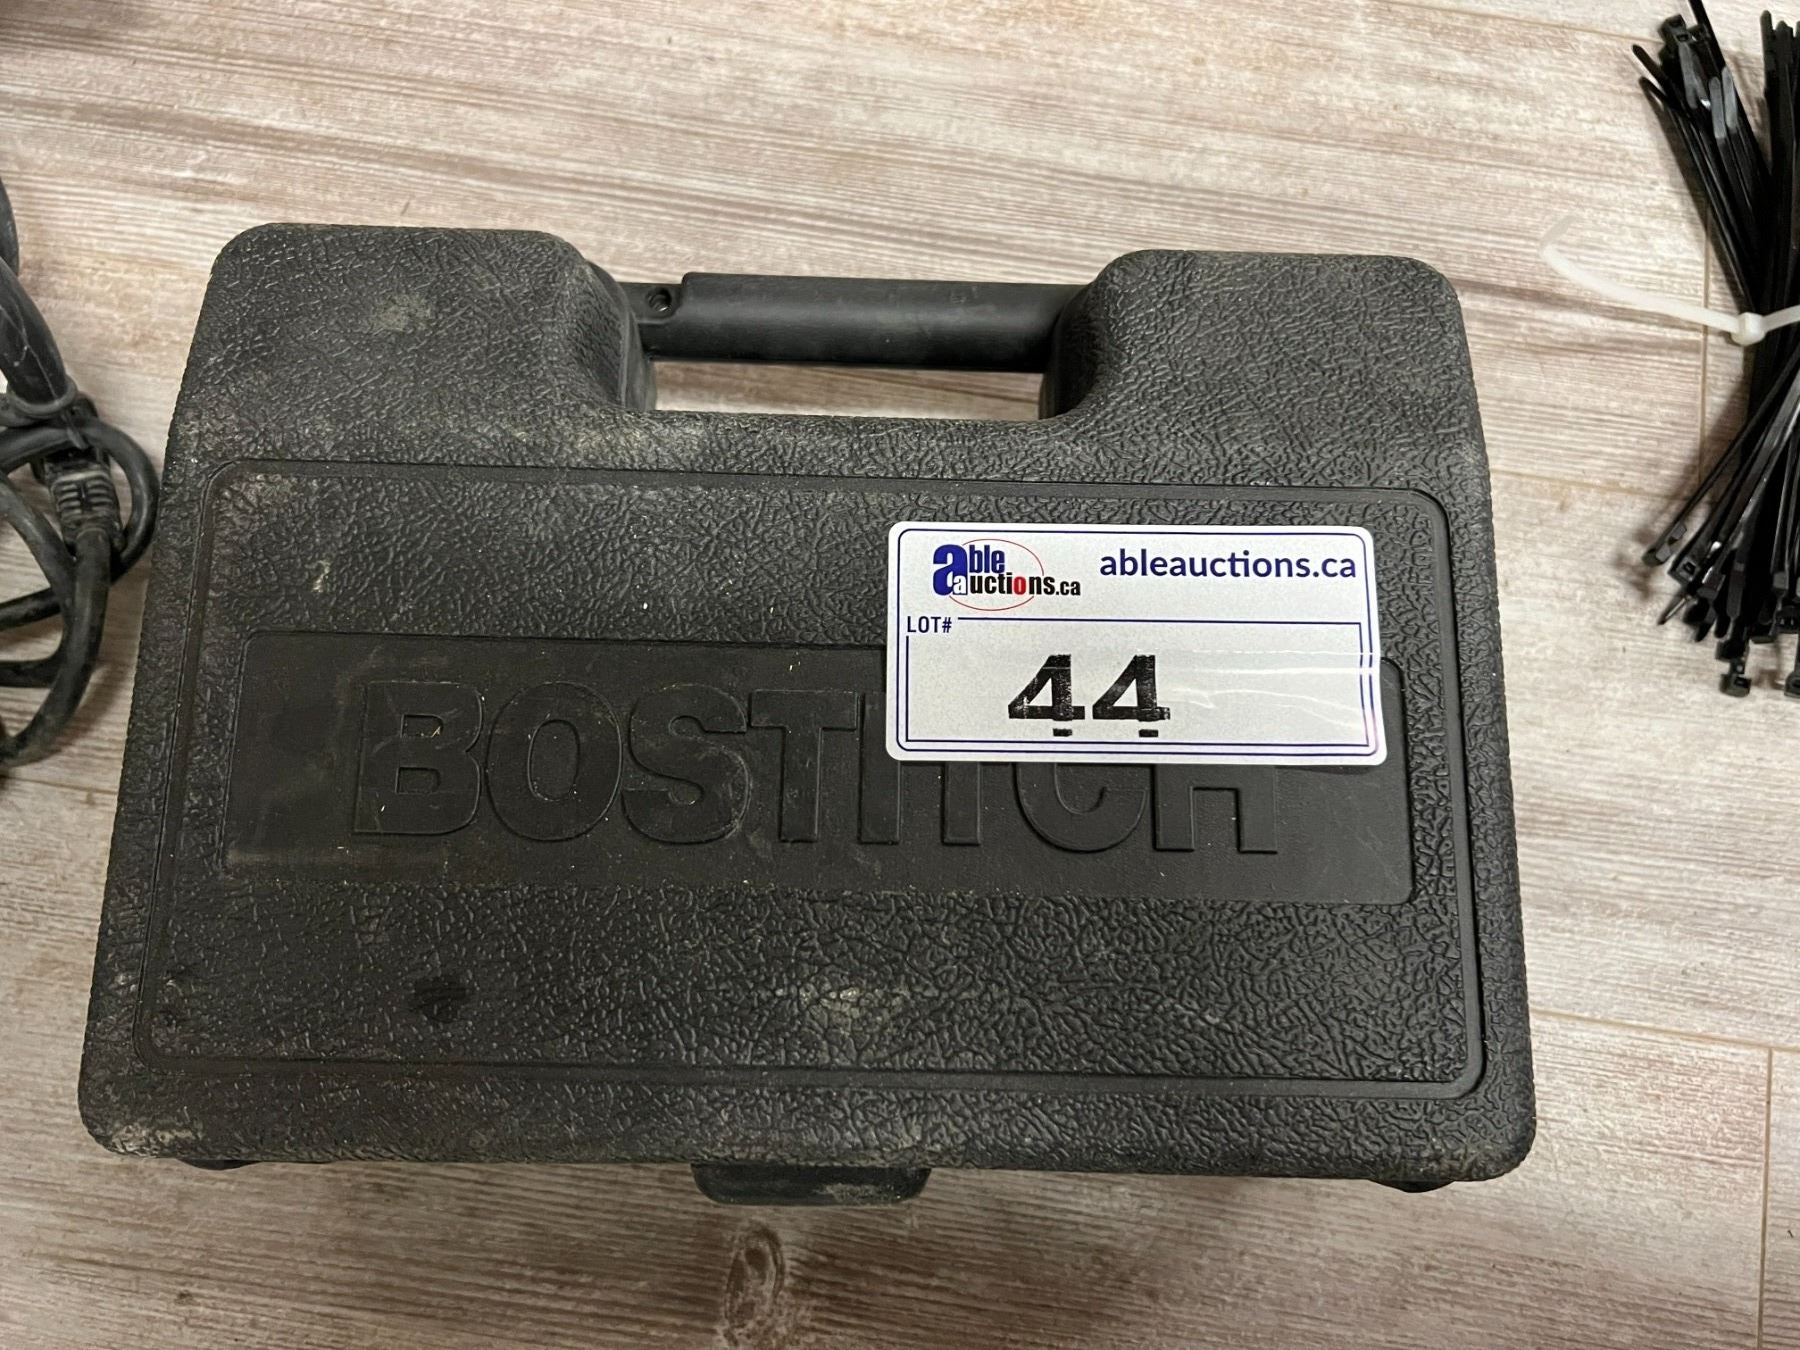 able
auctions.ca
ableauctions.ca
LOT#
44
BOSTITCH